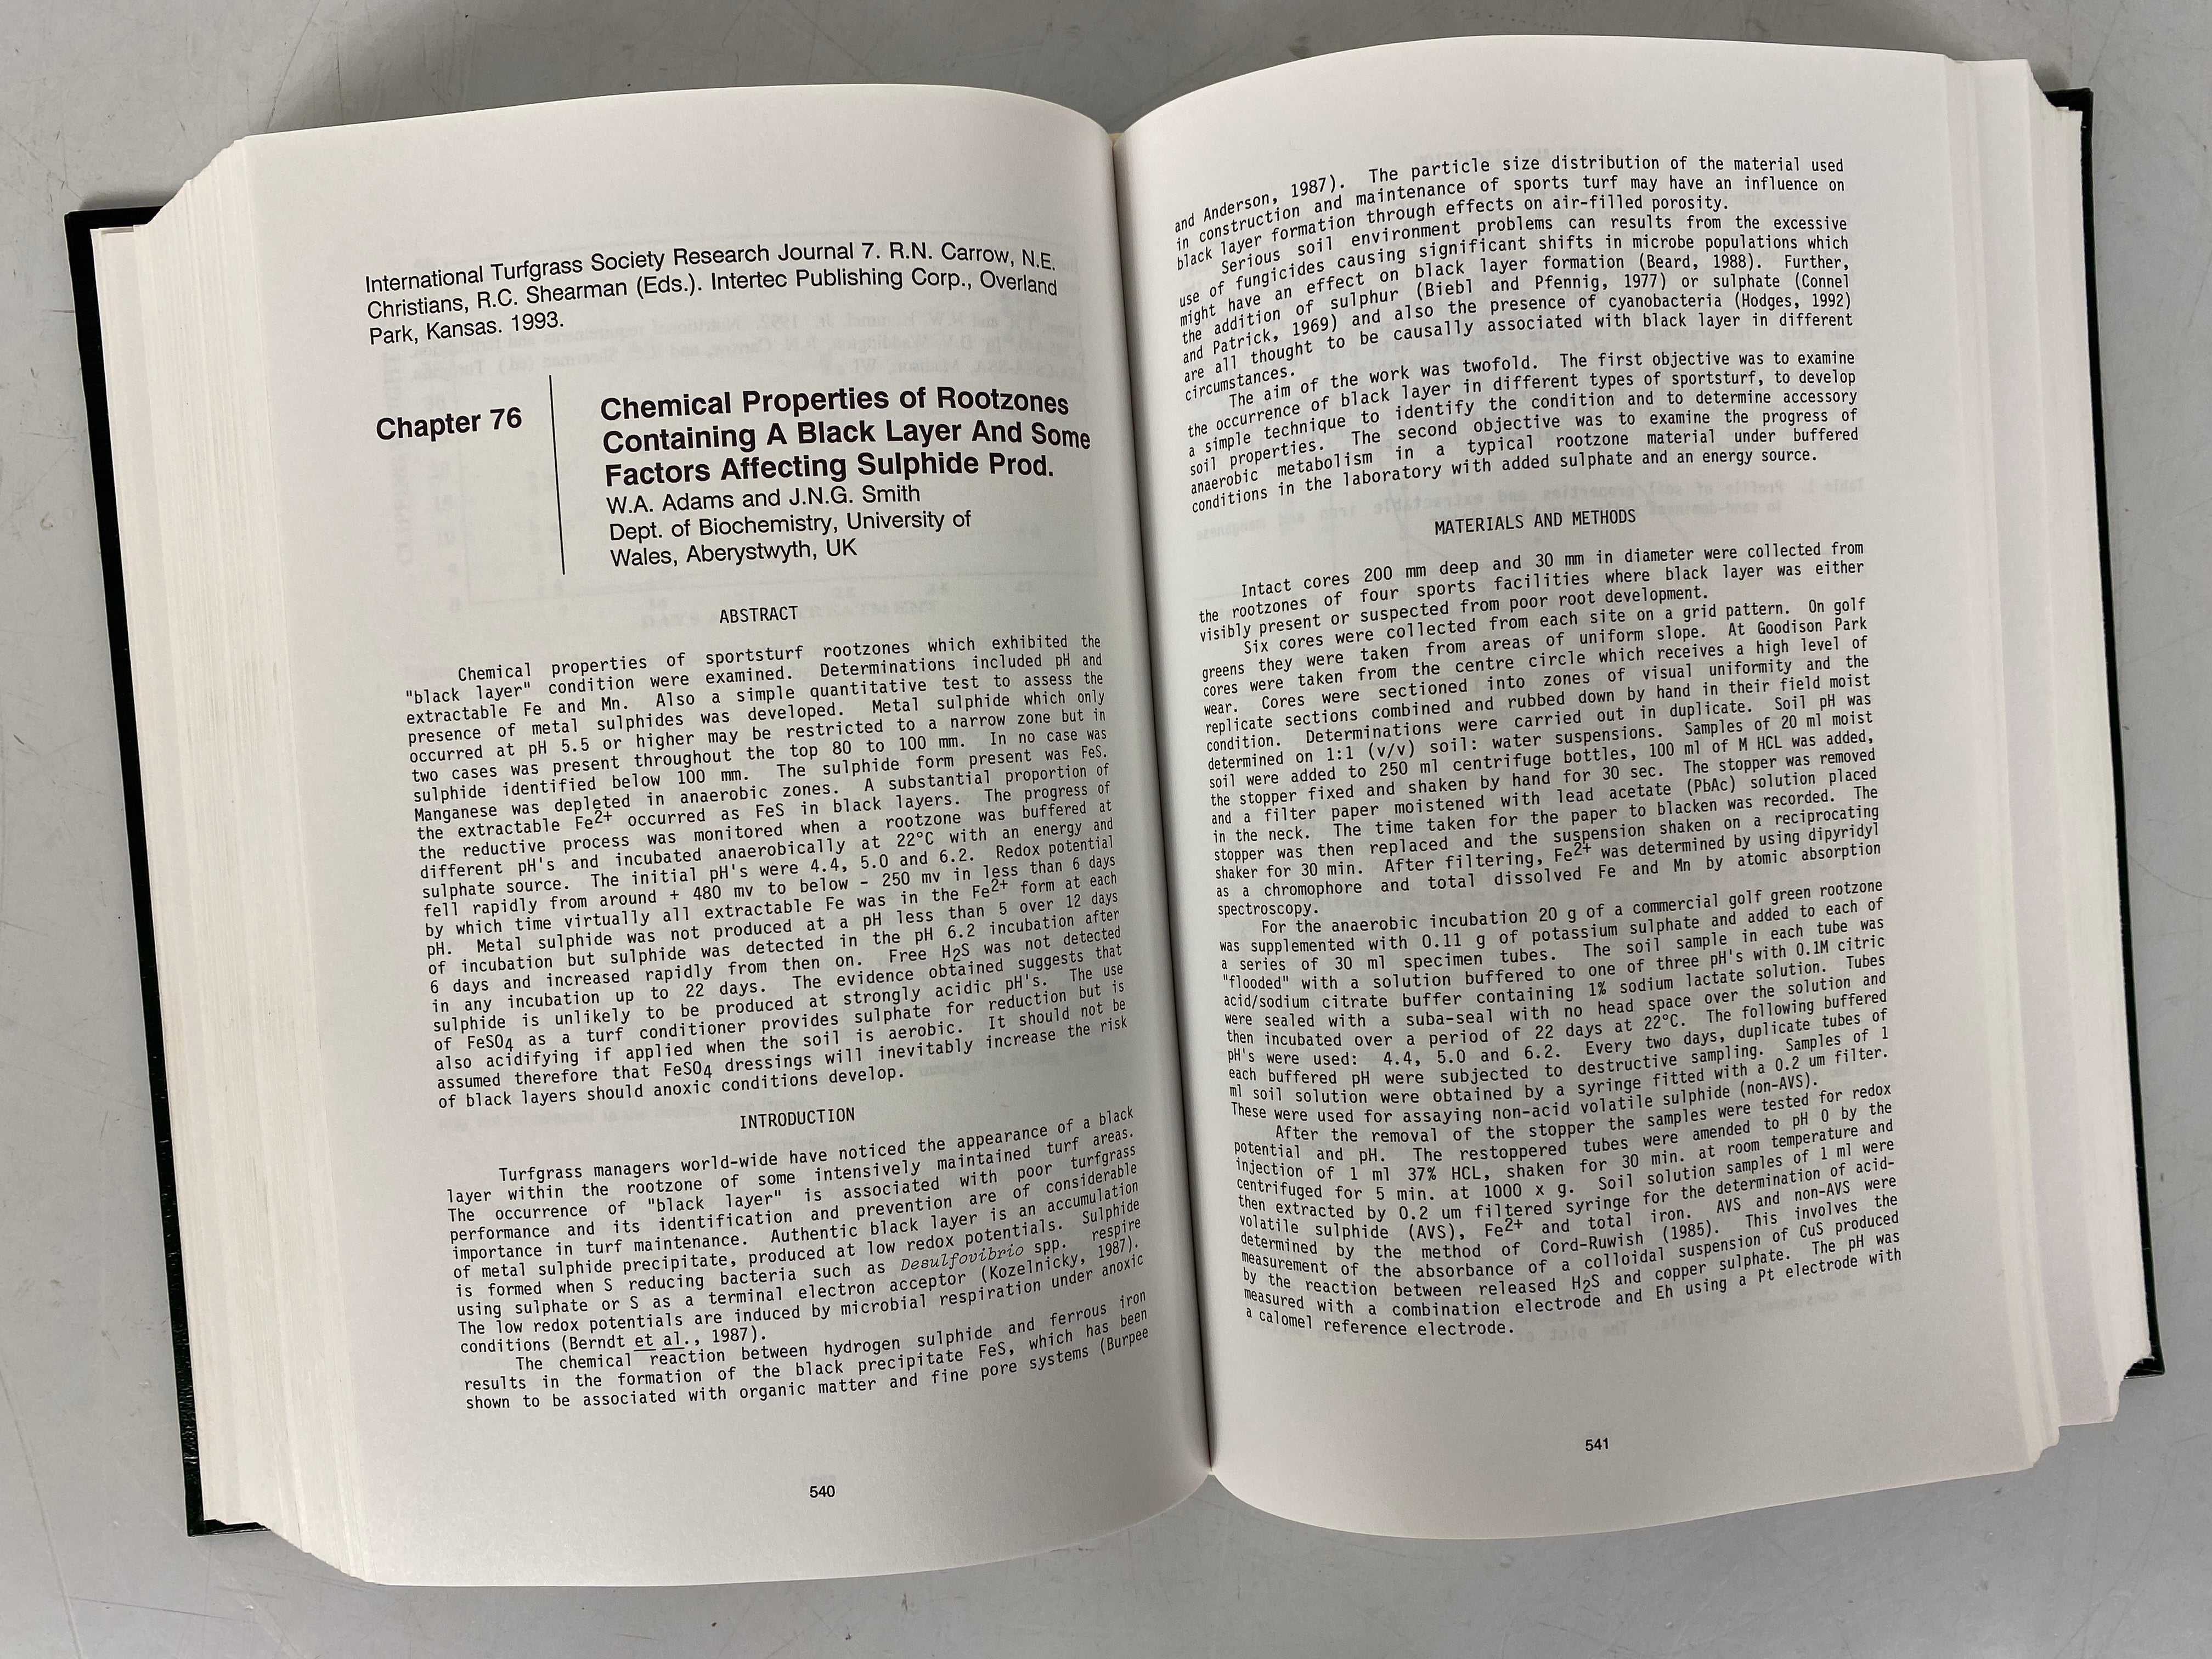 International Turfgrass Society Research Journal 7. R.N. Carrow, N.E.
Christians, R.C. Shearman (Eds.). Intertec Publishing Corp., Overland
Park, Kansas. 1993.
Chapter 76
Chemical Properties of Rootzones
Containing A Black Layer And Some
Factors Affecting Sulphide Prod.
W.A. Adams and J.N.G. Smith
Dept. of Biochemistry, University of
Wales, Aberystwyth, UK
ABSTRACT
Chemical properties of sportsturf rootzones which exhibited the
"black layer" condition were examined. Determinations included pH and
extractable Fe and Mn. Also a simple quantitative test to assess the
presence of metal sulphides was developed. Metal sulphide which only
occurred at pH 5.5 or higher may be restricted to a narrow zone but in
two cases was present throughout the top 80 to 100 mm. In no case was
sulphide identified below 100 mm. The sulphide form present was FeS.
Manganese was depleted in anaerobic zones. A substantial proportion of
the extractable Fe2+ occurred as FeS in black layers. The progress of
the reductive process was monitored when a rootzone was buffered at
different pH's and incubated anaerobically at 22°C with an energy and
sulphate source. The initial pH's were 4.4, 5.0 and 6.2. Redox potential
fell rapidly from around + 480 mv to below - 250 mv in less than 6 days
by which time virtually all extractable Fe was in the Fe2+ form at each
pH. Metal sulphide was not produced at a pH less than 5 over 12 days
of incubation but sulphide was detected in the pH 6.2 incubation after
6 days and increased rapidly from then on. Free H2S was not detected
in any incubation up to 22 days. The evidence obtained suggests that
sulphide is unlikely to be produced at strongly acidic pH's. The use
of FeSO4 as a turf conditioner provides sulphate for reduction but is
also acidifying if applied when the soil is aerobic. It should not be
assumed therefore that FeSO4 dressings will inevitably increase the risk
of black layers should anoxic conditions develop.
INTRODUCTION
Turfgrass managers world-wide have noticed the appearance of a black
layer within the rootzone of some intensively maintained turf areas.
The occurrence of "black layer" is associated with poor turfgrass
performance and its identification and prevention are of considerable
importance in turf maintenance. Authentic black layer is an accumulation
of metal sulphide precipitate, produced at low redox potentials. Sulphide
is formed when S reducing bacteria such as Desulfovibrio spp. respire
using sulphate or S as a terminal electron acceptor (Kozelnicky, 1987).
The low redox potentials are induced by microbial respiration under anoxic
conditions (Berndt et al., 1987).
The chemical reaction between hydrogen sulphide and ferrous iron
results in the formation of the black precipitate FeS, which has been
shown to be associated with organic matter and fine pore systems (Burpee
540
and Anderson, 1987). The particle size distribution of the material used
in construction and maintenance of sports turf may have an influence on
black layer formation through effects on air-filled porosity.
Serious soil environment problems can results from the excessive
use of fungicides causing significant shifts in microbe populations which
might have an effect on black layer formation (Beard, 1988). Further,
the addition of sulphur (Biebl and Pfennig, 1977) or sulphate (Connel
and Patrick, 1969) and also the presence of cyanobacteria (Hodges, 1992)
are all thought to be causally associated with black layer in different
circumstances.
The aim of the work was twofold. The first objective was to examine
the occurrence of black layer in different types of sportsturf, to develop
a simple technique to identify the condition and to determine accessory
soil properties. The second objective was to examine the progress of
anaerobic metabolism in a typical rootzone material under buffered
conditions in the laboratory with added sulphate and an energy source.
MATERIALS AND METHODS
Intact cores 200 mm deep and 30 mm in diameter were collected from
the rootzones of four sports facilities where black layer was either
visibly present or suspected from poor root development.
Six cores were collected from each site on a grid pattern. On golf
greens they were taken from areas of uniform slope. At Goodison Park
cores were taken from the centre circle which receives a high level of
wear. Cores were sectioned into zones of visual uniformity and the
replicate sections combined and rubbed down by hand in their field moist
condition. Determinations were carried out in duplicate. Soil pH was
determined on 1:1 (v/v) soil: water suspensions. Samples of 20 ml moist
soil were added to 250 ml centrifuge bottles, 100 ml of M HCL was added,
the stopper fixed and shaken by hand for 30 sec. The stopper was removed
and a filter paper moistened with lead acetate (PbAc) solution placed
in the neck. The time taken for the paper to blacken was recorded. The
stopper was then replaced and the suspension shaken on a reciprocating
shaker for 30 min. After filtering, Fe2+ was determined by using dipyridyl
as a chromophore and total dissolved Fe and Mn by atomic absorption
spectroscopy.
For the anaerobic incubation 20 g of a commercial golf green rootzone
was supplemented with 0.11 g of potassium sulphate and added to each of
a series of 30 ml specimen tubes. The soil sample in each tube was
"flooded" with a solution buffered to one of three pH's with 0.1M citric
acid/sodium citrate buffer containing 1% sodium lactate solution. Tubes
were sealed with a suba-seal with no head space over the solution and
then incubated over a period of 22 days at 22°C. The following buffered
pH's were used: 4.4, 5.0 and 6.2. Every two days, duplicate tubes of
each buffered pH were subjected to destructive sampling. Samples of 1
ml soil solution were obtained by a syringe fitted with a 0.2 um filter.
These were used for assaying non-acid volatile sulphide (non-AVS).
After the removal of the stopper the samples were tested for redox
potential and pH. The restoppered tubes were amended to pH 0 by the
injection of 1 ml 37% HCL, shaken for 30 min. at room temperature and
centrifuged for 5 min. at 1000 x g. Soil solution samples of 1 ml were
then extracted by 0.2 um filtered syringe for the determination of acid-
volatile sulphide (AVS), Fe2+ and total iron. AVS and non-AVS were
determined by the method of Cord-Ruwish (1985). This involves the
measurement of the absorbance of a colloidal suspension of CuS produced
by the reaction between released H2S and copper sulphate. The pH was
measured with a combination electrode and Eh using a Pt electrode with
a calomel reference electrode.
541